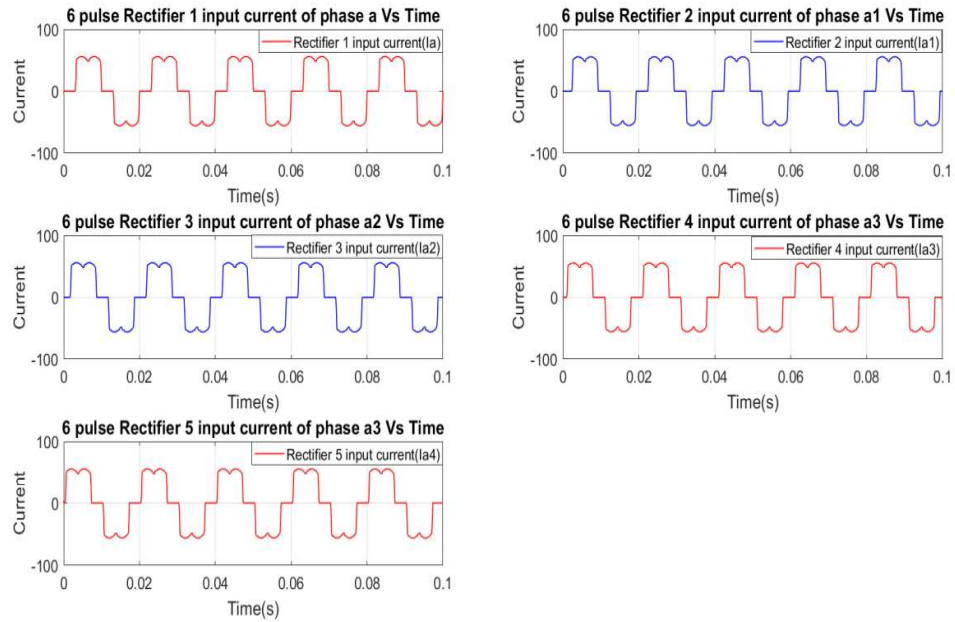 6 pulse Rectifier 1 input current of phase a Vs Time
Rectifier 1 input current(Ia)
100
0
-100
Current
0 0.02 0.04 0.06 0.08 0.1
Time(s)
6 pulse Rectifier 2 input current of phase a1 Vs Time
Rectifier 2 input current(Ia1)
100
0
-100
Current
0 0.02 0.04 0.06 0.08 0.1
Time(s)
6 pulse Rectifier 3 input current of phase a2 Vs Time
Rectifier 3 input current(Ia2)
100
0
-100
Current
0 0.02 0.04 0.06 0.08 0.1
Time(s)
6 pulse Rectifier 4 input current of phase a3 Vs Time
Rectifier 4 input current(Ia3)
100
0
-100
Current
0 0.02 0.04 0.06 0.08 0.1
Time(s)
6 pulse Rectifier 5 input current of phase a3 Vs Time
Rectifier 5 input current(Ia4)
100
0
-100
Current
0 0.02 0.04 0.06 0.08 0.1
Time(s)